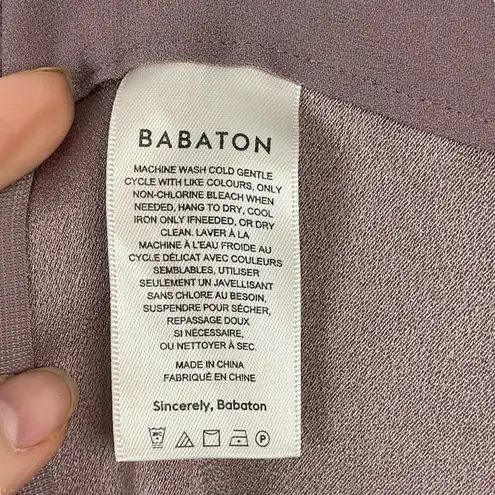 BABATON
MACHINE WASH COLD GENTLE
CYCLE WITH LIKE COLOURS, ONLY
NON-CHLORINE BLEACH WHEN
NEEDED, HANG TO DRY, COOL
IRON ONLY IFNEEDED, OR DRY
CLEAN. LAVER À LA
MACHINE À L'EAU FROIDE AU
CYCLE DÉLICAT AVEC COULEURS
SEMBLABLES, UTILISER
SEULEMENT UN JAVELLISANT
SANS CHLORE AU BESOIN,
SUSPENDRE POUR SÉCHER,
REPASSAGE DOUX
SI NÉCESSAIRE,
OU NETTOYER À SEC.
MADE IN CHINA
FABRIQUÉ EN CHINE
Sincerely, Babaton
P